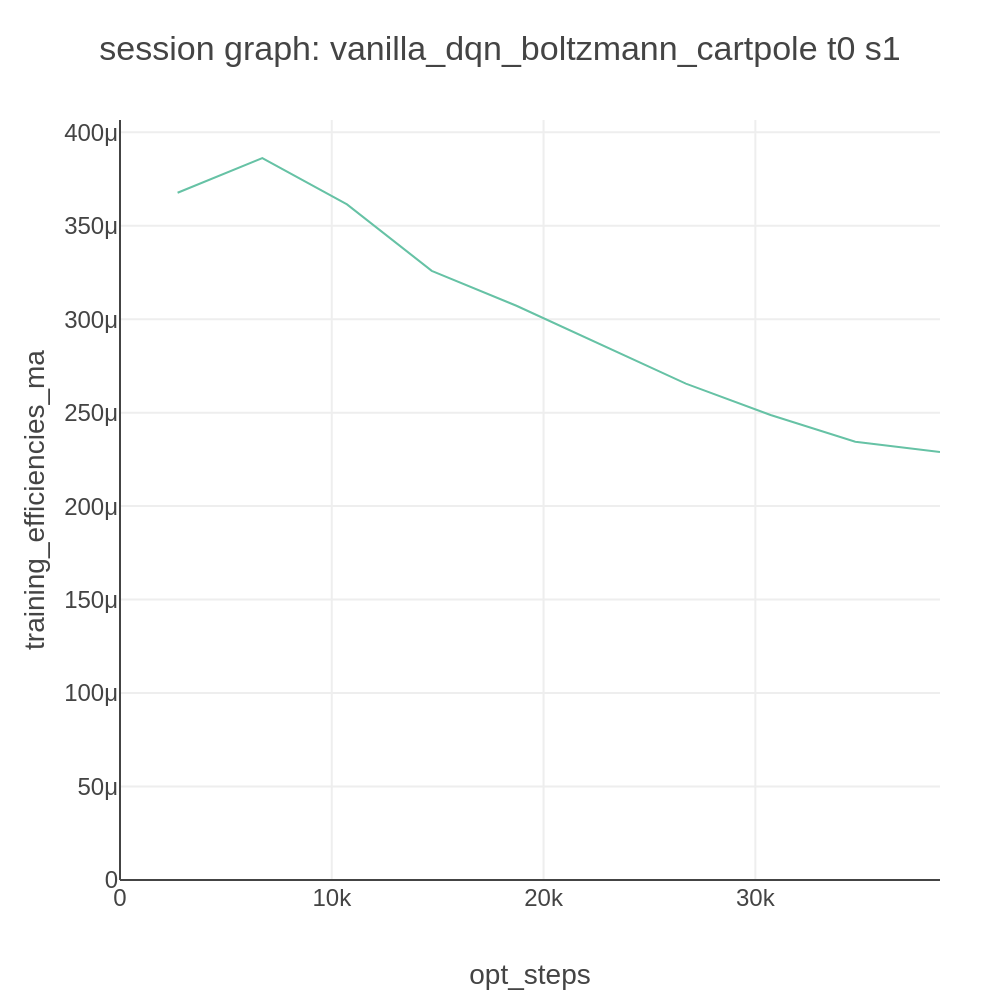 session graph: vanilla_dqn_boltzmann_cartpole t0 s1
400μ
350μ
300μ
250μ
200μ
150μ
100μ
50μ
0
training_efficiencies_ma
0
10k
20k
30k
opt_steps